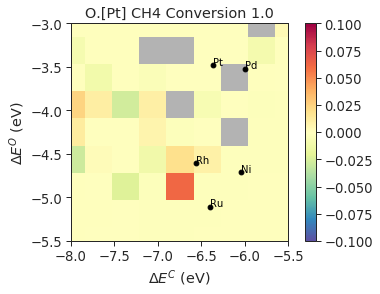 O.[Pt] CH4 Conversion 1.0
ΔE^O (eV)
−3.0
−3.5
−4.0
−4.5
−5.0
−5.5
Pt
Pd
Rh
Ni
Ru
−8.0 −7.5 −7.0 −6.5 −6.0 −5.5
ΔE^C (eV)
0.100
0.075
0.050
0.025
0.000
−0.025
−0.050
−0.075
−0.100